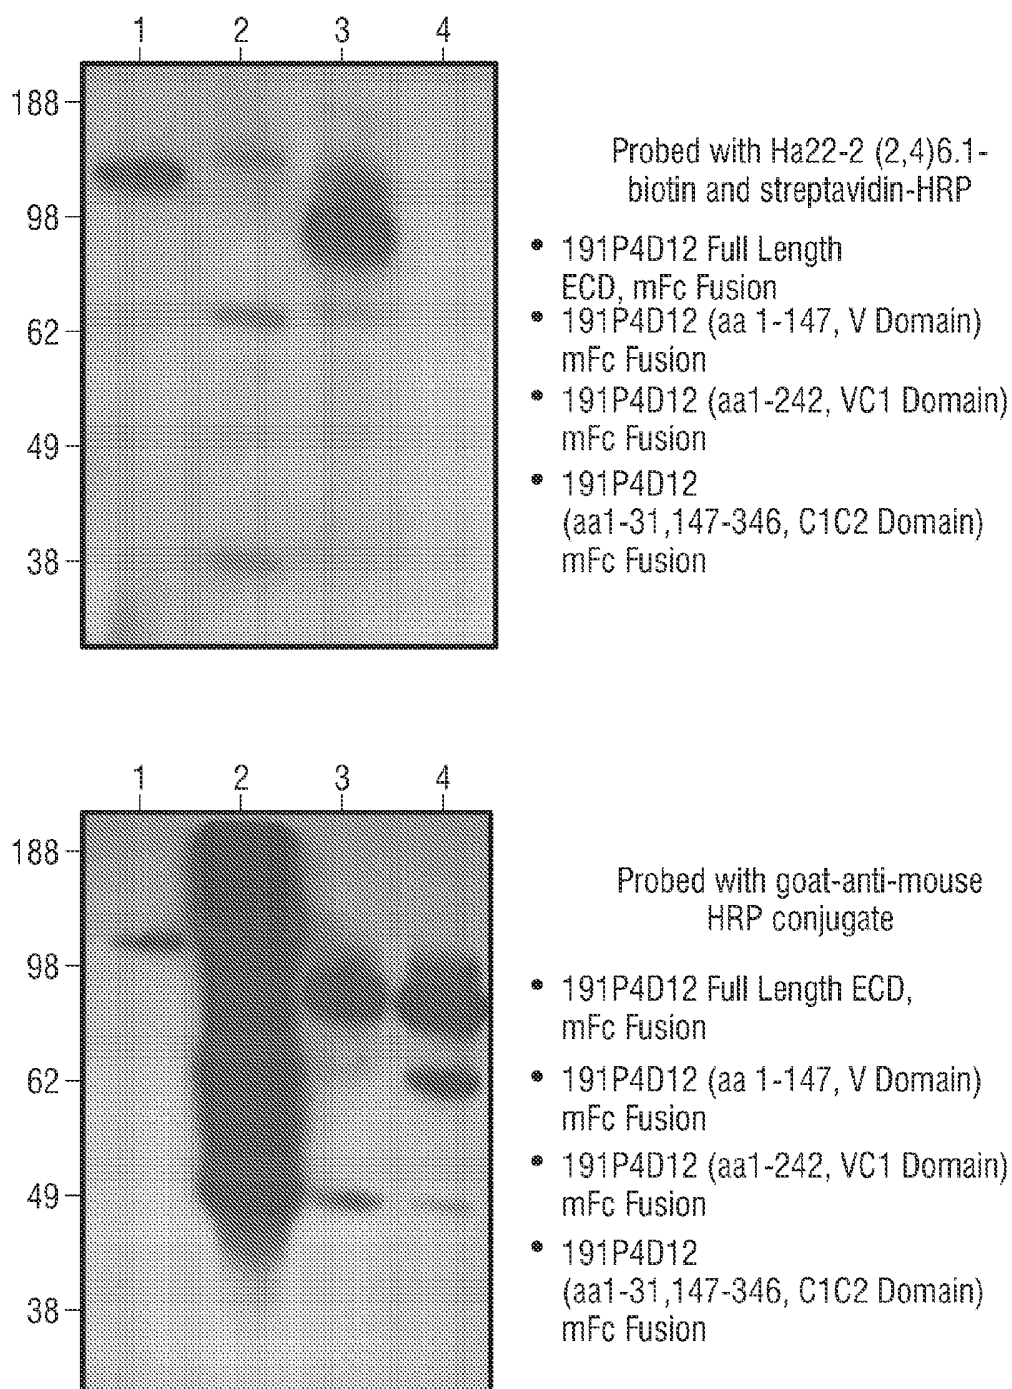 1 2 3 4
188
98
62
49
38
Probed with Ha22-2 (2,4)6.1-
biotin and streptavidin-HRP
• 191P4D12 Full Length
ECD, mFc Fusion
• 191P4D12 (aa 1-147, V Domain)
mFc Fusion
• 191P4D12 (aa1-242, VC1 Domain)
mFc Fusion
• 191P4D12
(aa1-31,147-346, C1C2 Domain)
mFc Fusion
1 2 3 4
188
98
62
49
38
Probed with goat-anti-mouse
HRP conjugate
• 191P4D12 Full Length ECD,
mFc Fusion
• 191P4D12 (aa 1-147, V Domain)
mFc Fusion
• 191P4D12 (aa1-242, VC1 Domain)
mFc Fusion
• 191P4D12
(aa1-31,147-346, C1C2 Domain)
mFc Fusion